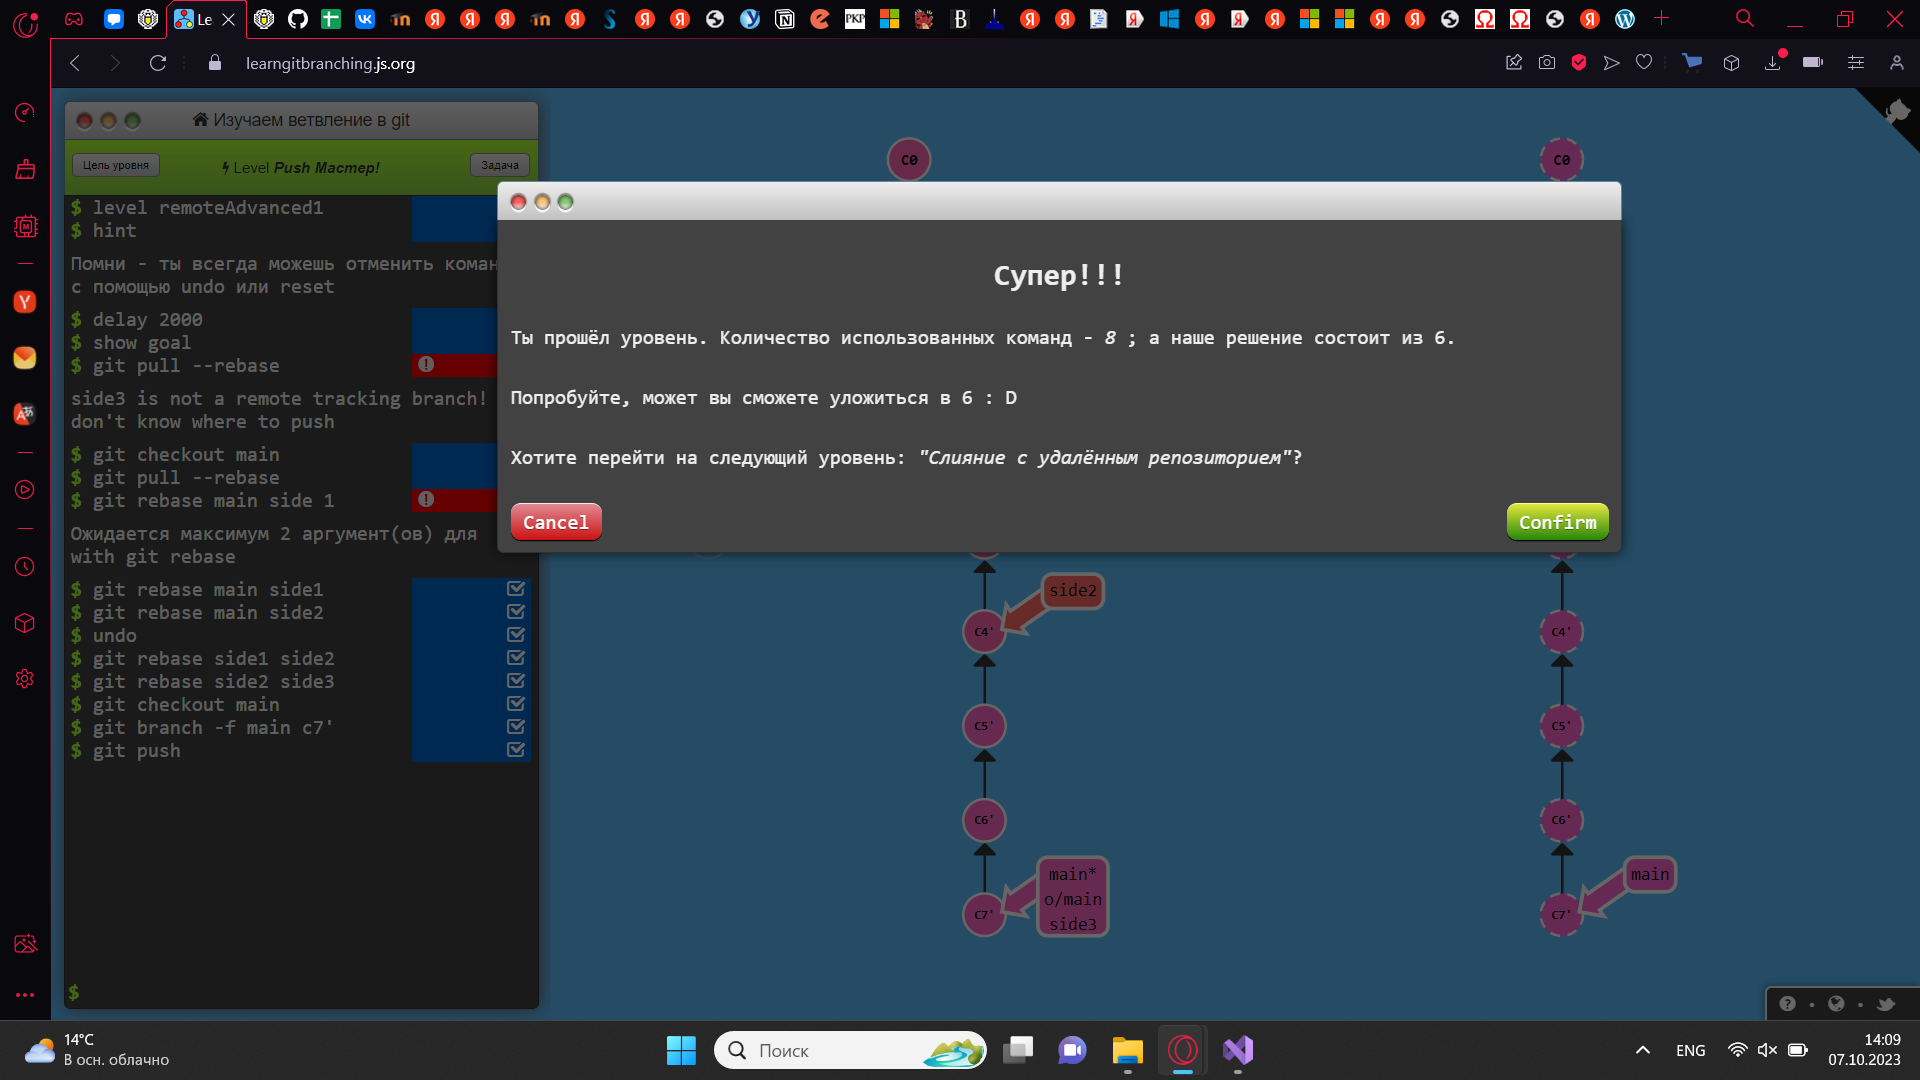 Le
learngitbranching.js.org
Изучаем ветвление в git
Цель уровня
Level Push Мастер!
Задача
$ level remoteAdvanced1
$ hint
Помни - ты всегда можешь отменить коман
с помощью undo или reset
$ delay 2000
$ show goal
$ git pull --rebase
side3 is not a remote tracking branch!
don't know where to push
$ git checkout main
$ git pull --rebase
$ git rebase main side 1
Ожидается максимум 2 аргумент(ов) для
with git rebase
$ git rebase main side1
$ git rebase main side2
$ undo
$ git rebase side1 side2
$ git rebase side2 side3
$ git checkout main
$ git branch -f main c7'
$ git push
$
C0
C0
Супер!!!
Ты прошёл уровень. Количество использованных команд - 8 ; а наше решение состоит из 6.
Попробуйте, может вы сможете уложиться в 6 : D
Хотите перейти на следующий уровень: "Слияние с удалённым репозиторием"?
Cancel
Confirm
side2
C4'
C4'
C5'
C5'
C6'
C6'
main*
o/main
side3
main
C7'
C7'
14°C
В осн. облачно
Поиск
ENG
14:09
07.10.2023